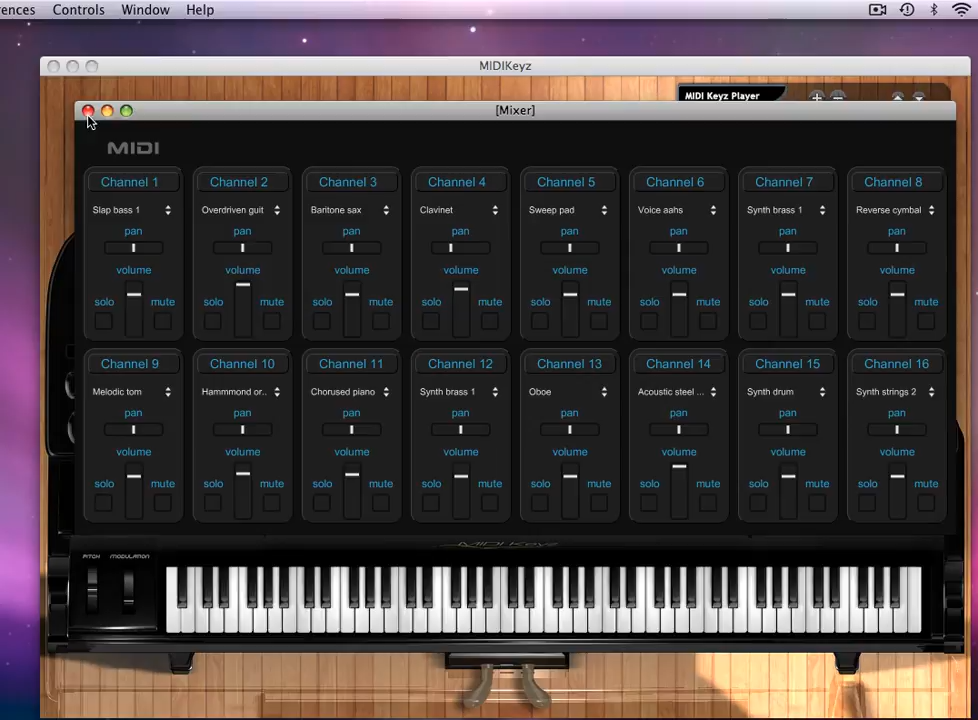 ences Controls Window Help
MIDIKeyz
MIDI Keyz Player
[Mixer]
MIDI
Channel 1 Channel 2 Channel 3 Channel 4 Channel 5 Channel 6 Channel 7 Channel 8
Slap bass 1 Overdriven guit Baritone sax Clavinet Sweep pad Voice aahs Synth brass 1 Reverse cymbal
pan pan pan pan pan pan pan pan
volume volume volume volume volume volume volume volume
solo mute solo mute solo mute solo mute solo mute solo mute solo mute solo mute
Channel 9 Channel 10 Channel 11 Channel 12 Channel 13 Channel 14 Channel 15 Channel 16
Melodic tom Hammmond or.. Chorused piano Synth brass 1 Oboe Acoustic steel ... Synth drum Synth strings 2
pan pan pan pan pan pan pan pan
volume volume volume volume volume volume volume volume
solo mute solo mute solo mute solo mute solo mute solo mute solo mute solo mute
MIDI Keyz
PITCH MODULATION